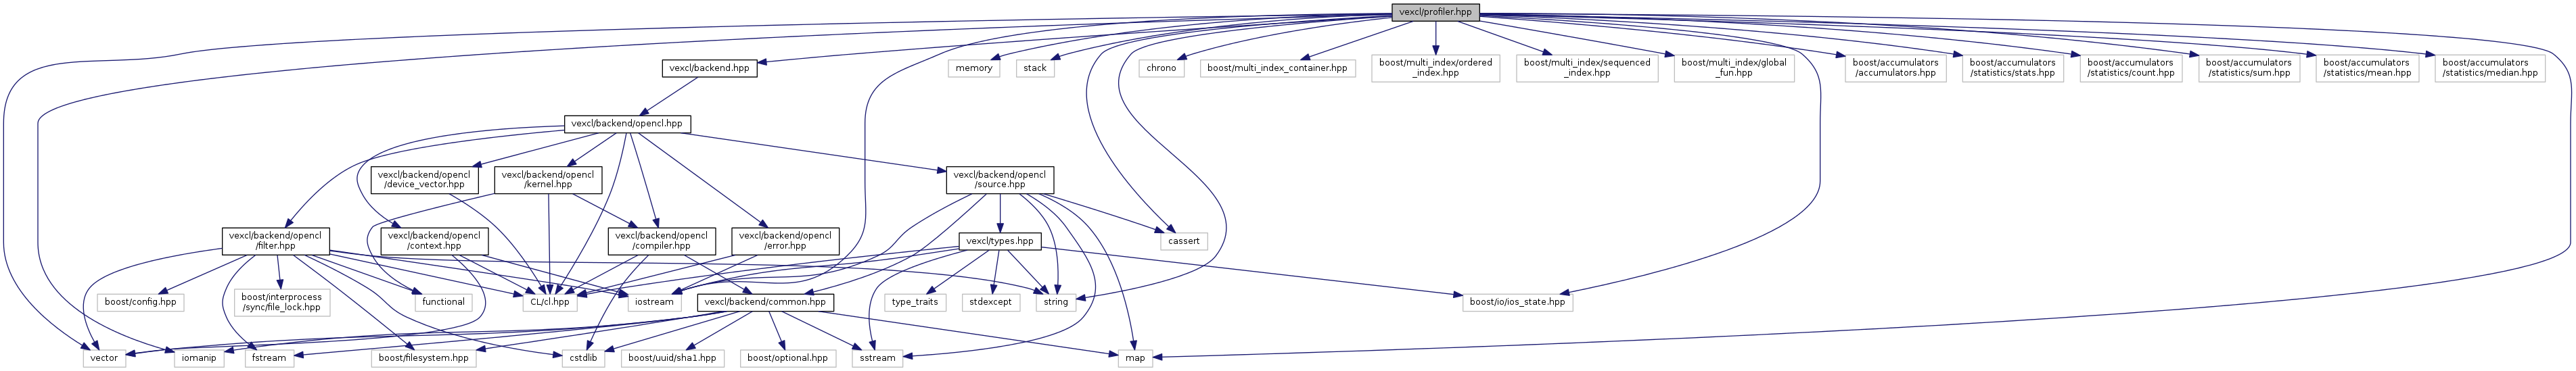 vexcl/profiler.hpp
vexcl/backend.hpp
memory
stack
chrono
boost/multi_index_container.hpp
boost/multi_index/ordered
_index.hpp
boost/multi_index/sequenced
_index.hpp
boost/multi_index/global
_fun.hpp
boost/accumulators
/accumulators.hpp
boost/accumulators
/statistics/stats.hpp
boost/accumulators
/statistics/count.hpp
boost/accumulators
/statistics/sum.hpp
boost/accumulators
/statistics/mean.hpp
boost/accumulators
/statistics/median.hpp
vexcl/backend/opencl.hpp
vexcl/backend/opencl
/device_vector.hpp
vexcl/backend/opencl
/kernel.hpp
vexcl/backend/opencl
/source.hpp
vexcl/backend/opencl
/filter.hpp
vexcl/backend/opencl
/context.hpp
vexcl/backend/opencl
/compiler.hpp
vexcl/backend/opencl
/error.hpp
vexcl/types.hpp
cassert
boost/config.hpp
boost/interprocess
/sync/file_lock.hpp
functional
CL/cl.hpp
iostream
vexcl/backend/common.hpp
type_traits
stdexcept
string
boost/io/ios_state.hpp
vector
iomanip
fstream
boost/filesystem.hpp
cstdlib
boost/uuid/sha1.hpp
boost/optional.hpp
sstream
map